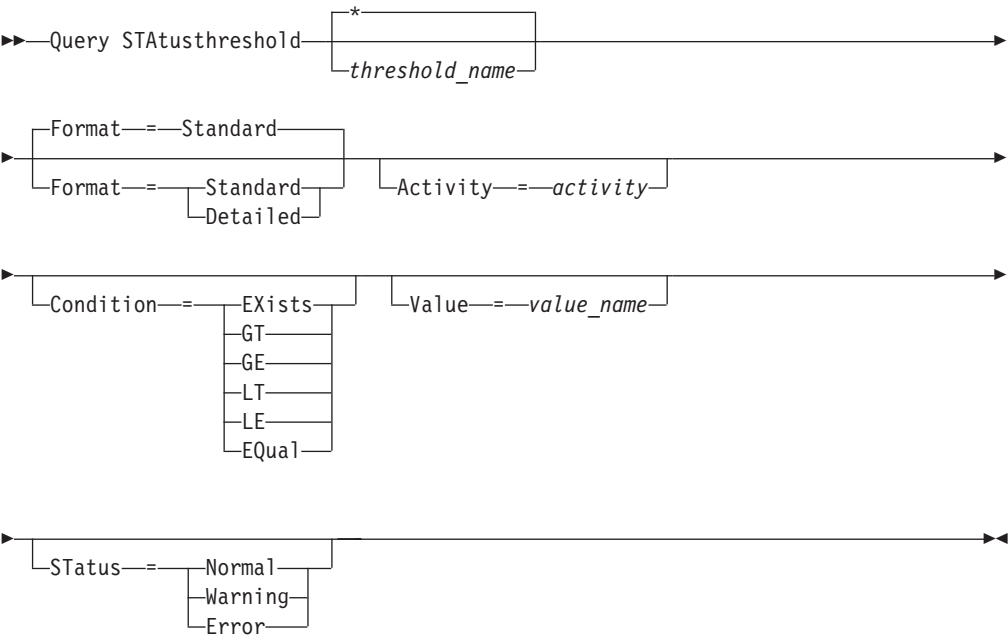 *
Query STAtusthreshold
threshold_name
Format = Standard
Format = Standard
Activity = activity
Detailed
Condition = EXists
Value = value_name
GT
GE
LT
LE
EQual
STatus = Normal
Warning
Error